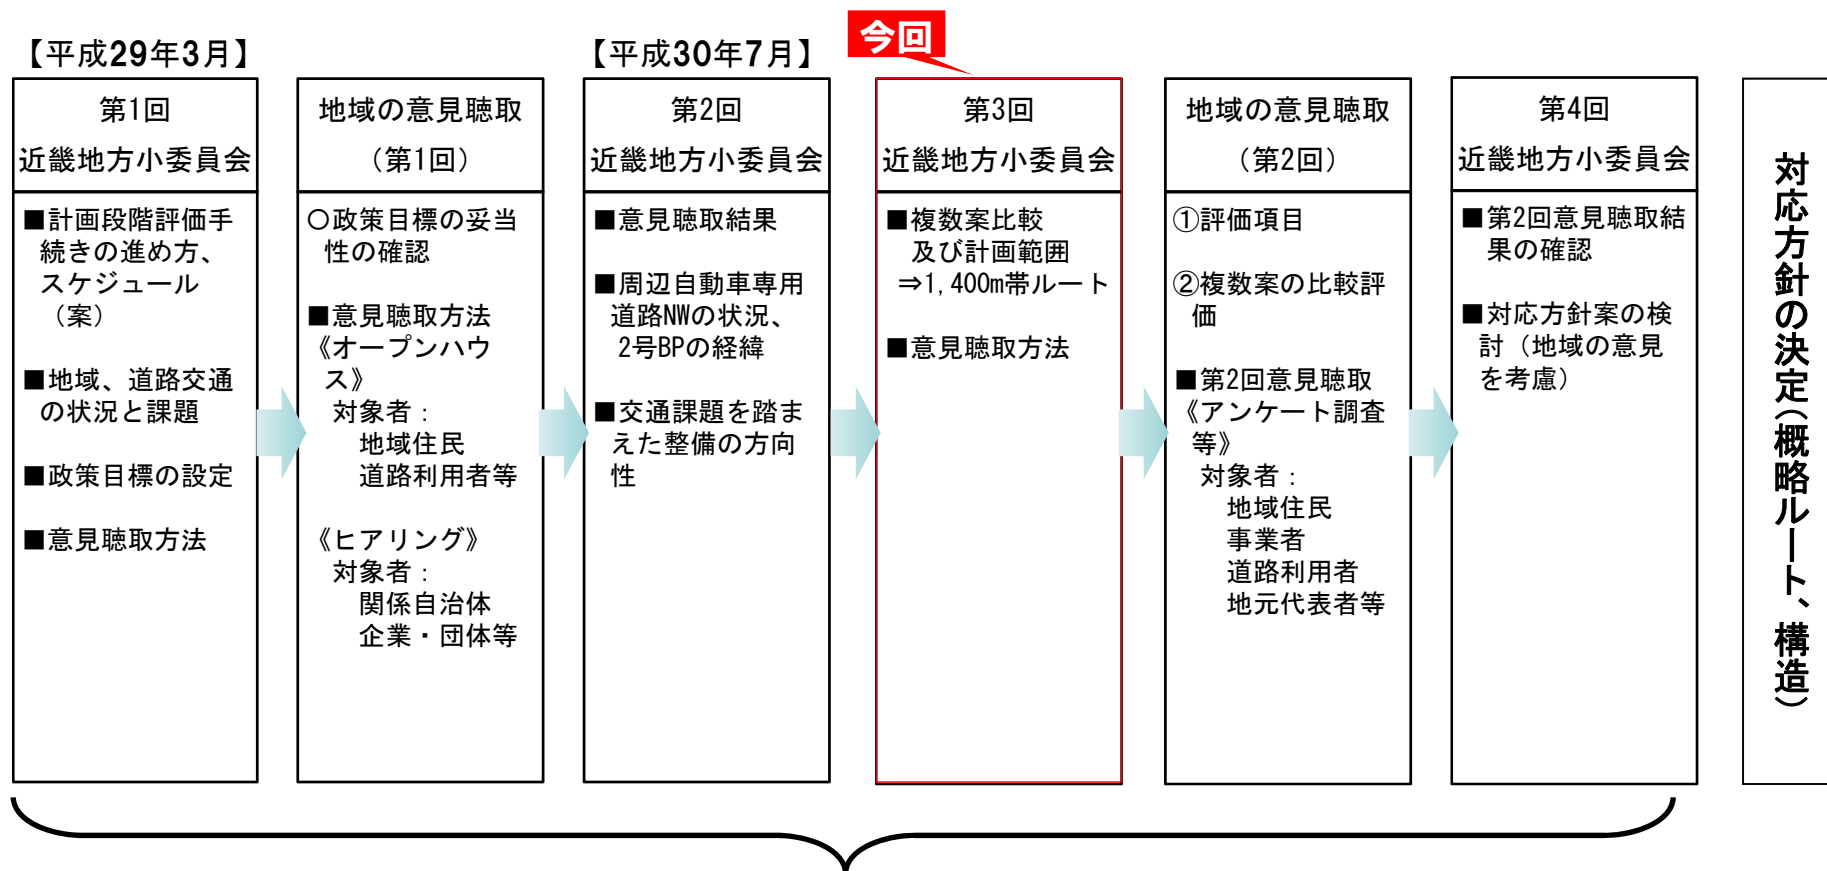 【平成29年3月】
第1回
近畿地方小委員会
■計画段階評価手
続きの進め方、
スケジュール
（案）
■地域、道路交通
の状況と課題
■政策目標の設定
■意見聴取方法
地域の意見聴取
（第1回）
○政策目標の妥当
性の確認
■意見聴取方法
《オープンハウ
ス》
対象者：
地域住民
道路利用者等
《ヒアリング》
対象者：
関係自治体
企業・団体等
【平成30年7月】
第2回
近畿地方小委員会
■意見聴取結果
■周辺自動車専用
道路NWの状況、
2号BPの経緯
■交通課題を踏ま
えた整備の方向
性
今回
第3回
近畿地方小委員会
■複数案比較
及び計画範囲
⇒1,400m帯ルート
■意見聴取方法
地域の意見聴取
（第2回）
①評価項目
②複数案の比較評
価
■第2回意見聴取
《アンケート調査
等》
対象者：
地域住民
事業者
道路利用者
地元代表者等
第4回
近畿地方小委員会
■第2回意見聴取結
果の確認
■対応方針案の検
討（地域の意見
を考慮）
対応方針の決定（概略ルート、構造）